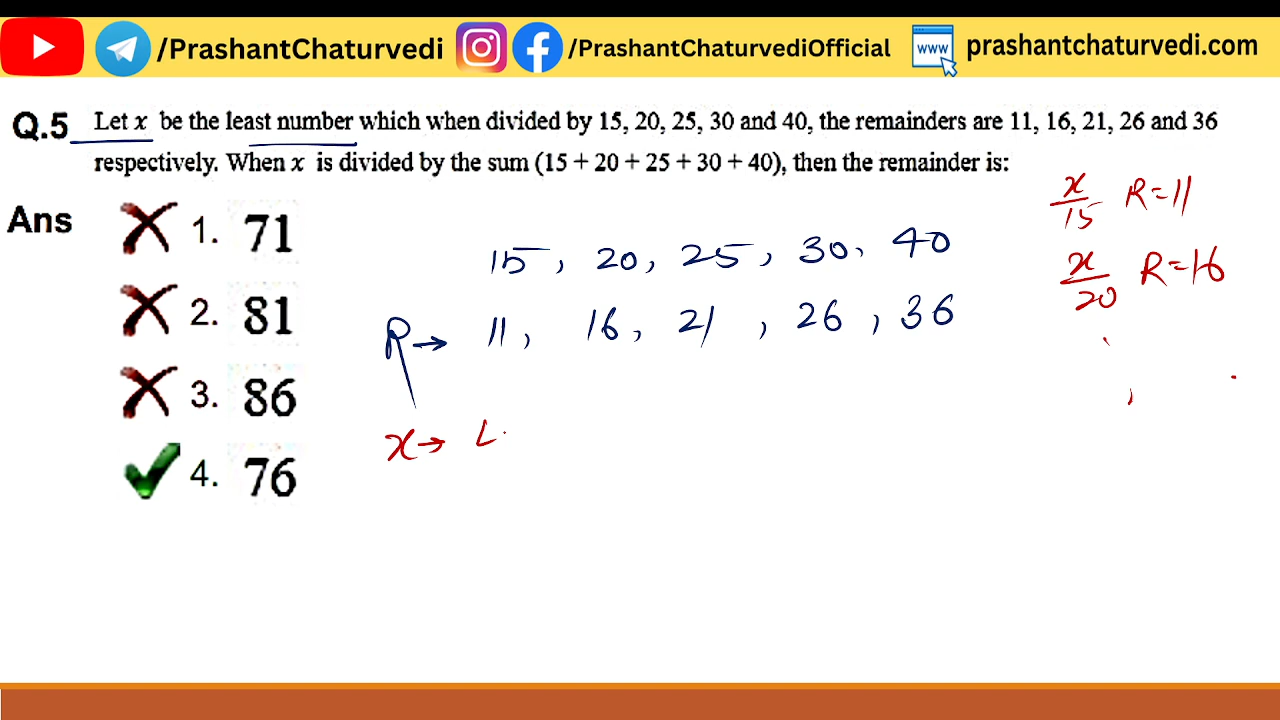 /PrashantChaturvedi /PrashantChaturvediOfficial www prashantchaturvedi.com
Q.5 Let x be the least number which when divided by 15, 20, 25, 30 and 40, the remainders are 11, 16, 21, 26 and 36
respectively. When x is divided by the sum (15 + 20 + 25 + 30 + 40), then the remainder is:
Ans
1. 71
2. 81
3. 86
4. 76
15, 20, 25, 30, 40
R→ 11, 16, 21, 26, 36
x→ L
x/15 R=11
x/20 R=16